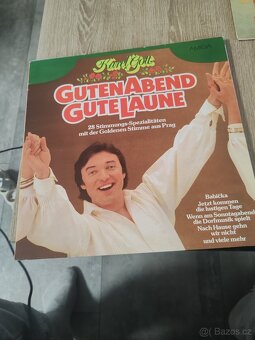 Karel Gott
AMIGA
GUTEN ABEND
GUTE LAUNE
28 Stimmungs-Spezialitäten
mit der Goldenen Stimme aus Prag
Babička
Jetzt kommen
die lustigen Tage
Wenn am Sonntagabend
die Dorfmusik spielt
Nach Hause gehn
wir nicht
und viele mehr
Bazoš.cz